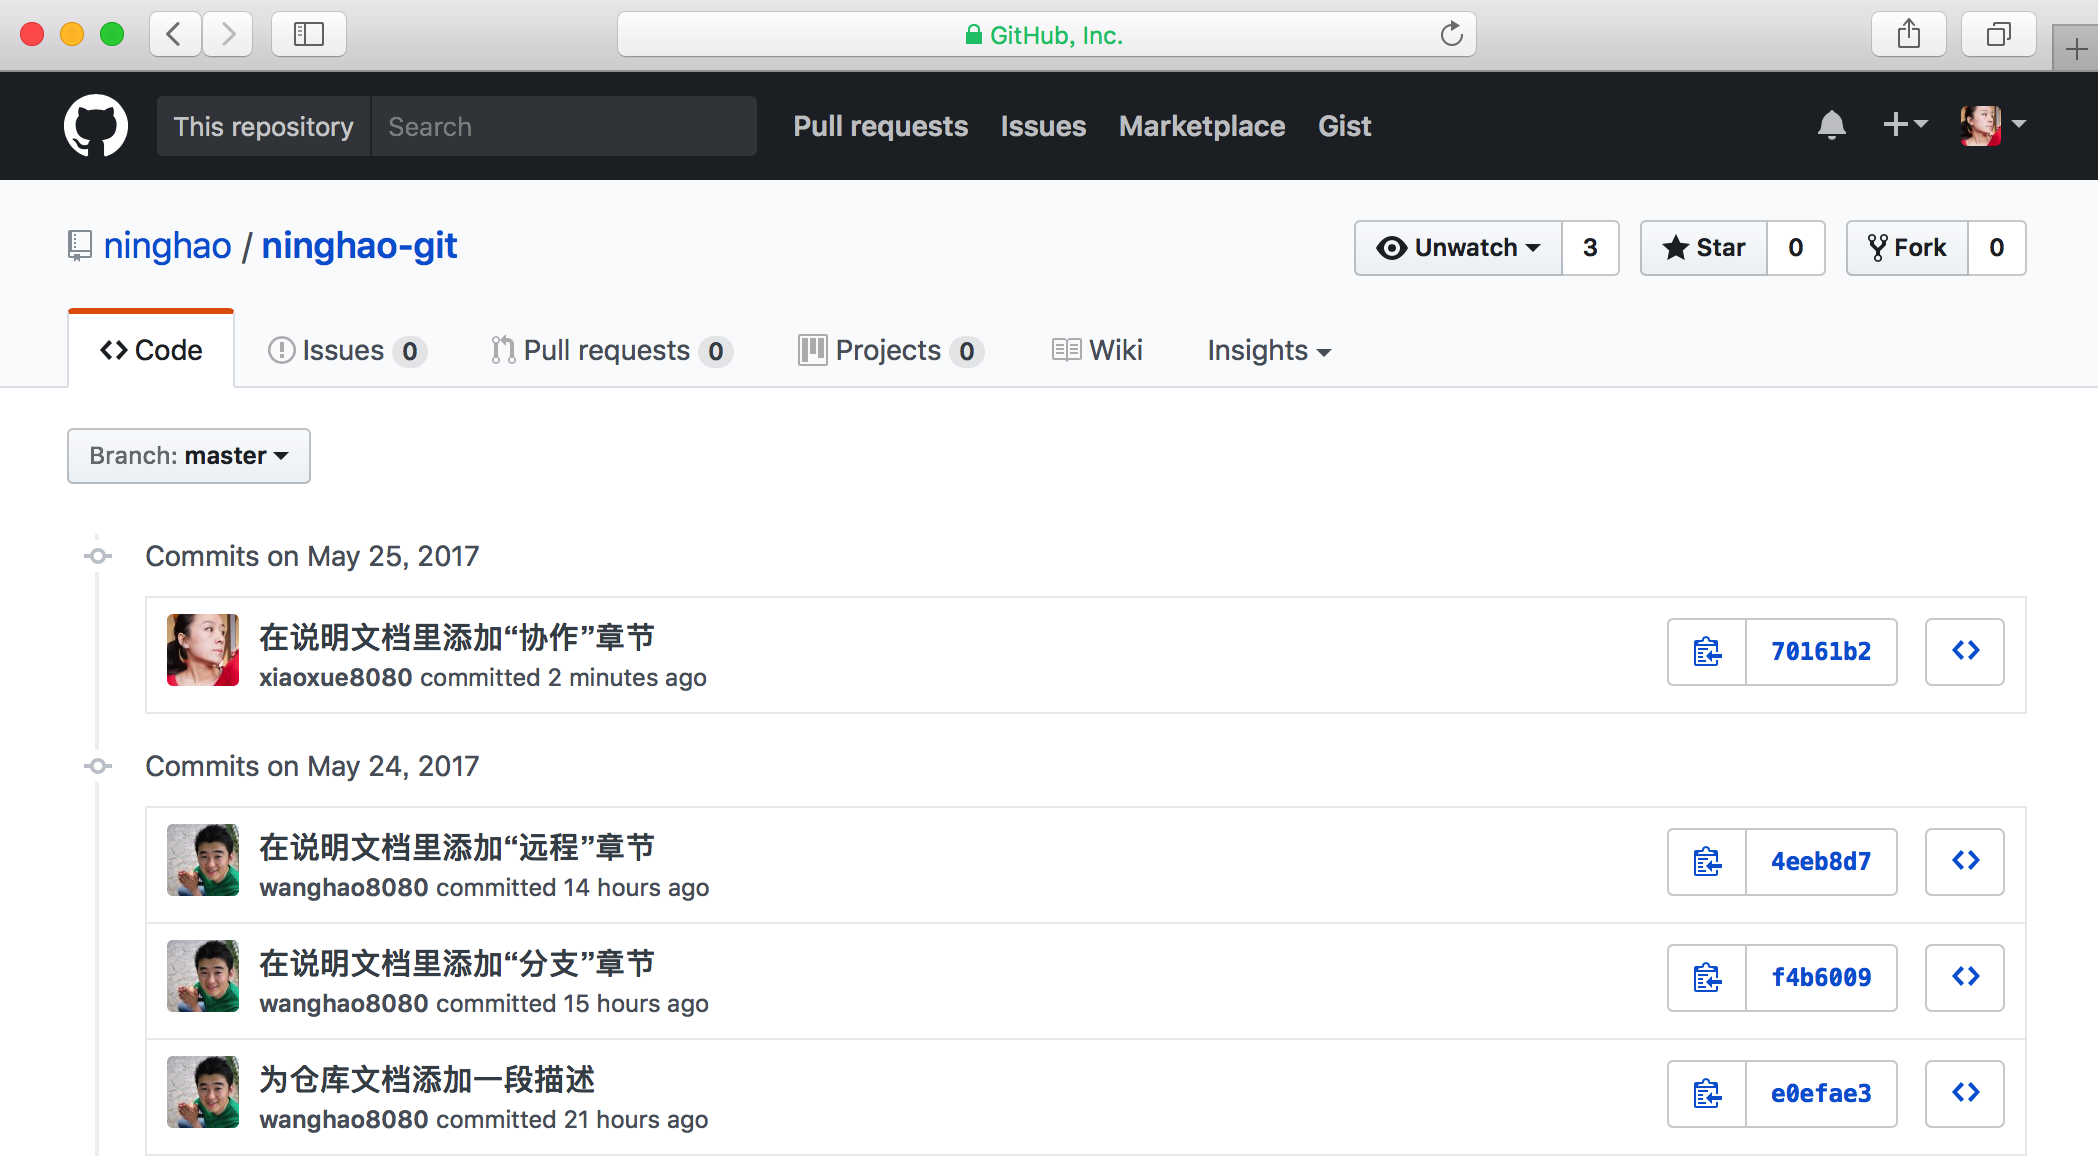 GitHub, Inc.
This repository Search Pull requests Issues Marketplace Gist
ninghao / ninghao-git Unwatch 3 Star 0 Fork 0
Code Issues 0 Pull requests 0 Projects 0 Wiki Insights
Branch: master
Commits on May 25, 2017
在说明文档里添加“协作”章节 70161b2
xiaoxue8080 committed 2 minutes ago
Commits on May 24, 2017
在说明文档里添加“远程”章节 4eeb8d7
wanghao8080 committed 14 hours ago
在说明文档里添加“分支”章节 f4b6009
wanghao8080 committed 15 hours ago
为仓库文档添加一段描述 e0efae3
wanghao8080 committed 21 hours ago